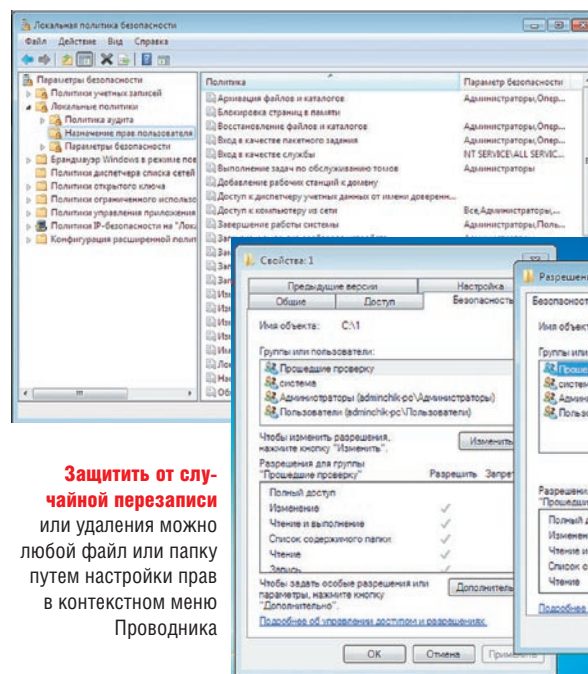 Локальная политика безопасности
Файл Действие Вид Справка
Параметры безопасности
Политики учетных записей
Локальные политики
Политика аудита
Назначение прав пользователя
Параметры безопасности
Брандмауэр Windows в режиме пов
Политики диспетчера списка сетей
Политики открытого ключа
Политики ограниченного использо
Политики управления приложения
Политики IP-безопасности на "Лока
Конфигурация расширенной полит
Политика Параметр безопасности
Архивация файлов и каталогов Администраторы,Опер...
Блокировка страниц в памяти
Восстановление файлов и каталогов Администраторы,Опер...
Вход в качестве пакетного задания Администраторы,Опер...
Вход в качестве службы NT SERVICE\ALL SERVIC...
Выполнение задач по обслуживанию томов Администраторы
Добавление рабочих станций к домену
Доступ к диспетчеру учетных данных от имени доверенн...
Доступ к компьютеру из сети Все,Администраторы,...
Завершение работы системы Администраторы,Поль...
Свойства: 1
Предыдущие версии Настройка
Общие Доступ Безопасность
Имя объекта: C:\1
Группы или пользователи:
Прошедшие проверку
система
Администраторы (adminchik-pc\Администраторы)
Пользователи (adminchik-pc\Пользователи)
Чтобы изменить разрешения,
нажмите кнопку "Изменить".
Изменить
Разрешения для группы
"Прошедшие проверку" Разрешить Запрет
Полный доступ
Изменение
Чтение и выполнение
Список содержимого папки
Чтение
Запись
Чтобы задать особые разрешения или
параметры, нажмите кнопку
"Дополнительно".
Дополнитель
Подробнее об управлении доступом и разрешениях.
OK Отмена Применить
Разрешени
Безопасност
Имя объект
Группы или
Проше
систем
Админи
Пользо
Разрешени
"Прошедши
Полный д
Изменен
Чтение и
Список с
Чтение
Подробнее
Защитить от слу-
чайной перезаписи
или удаления можно
любой файл или папку
путем настройки прав
в контекстном меню
Проводника